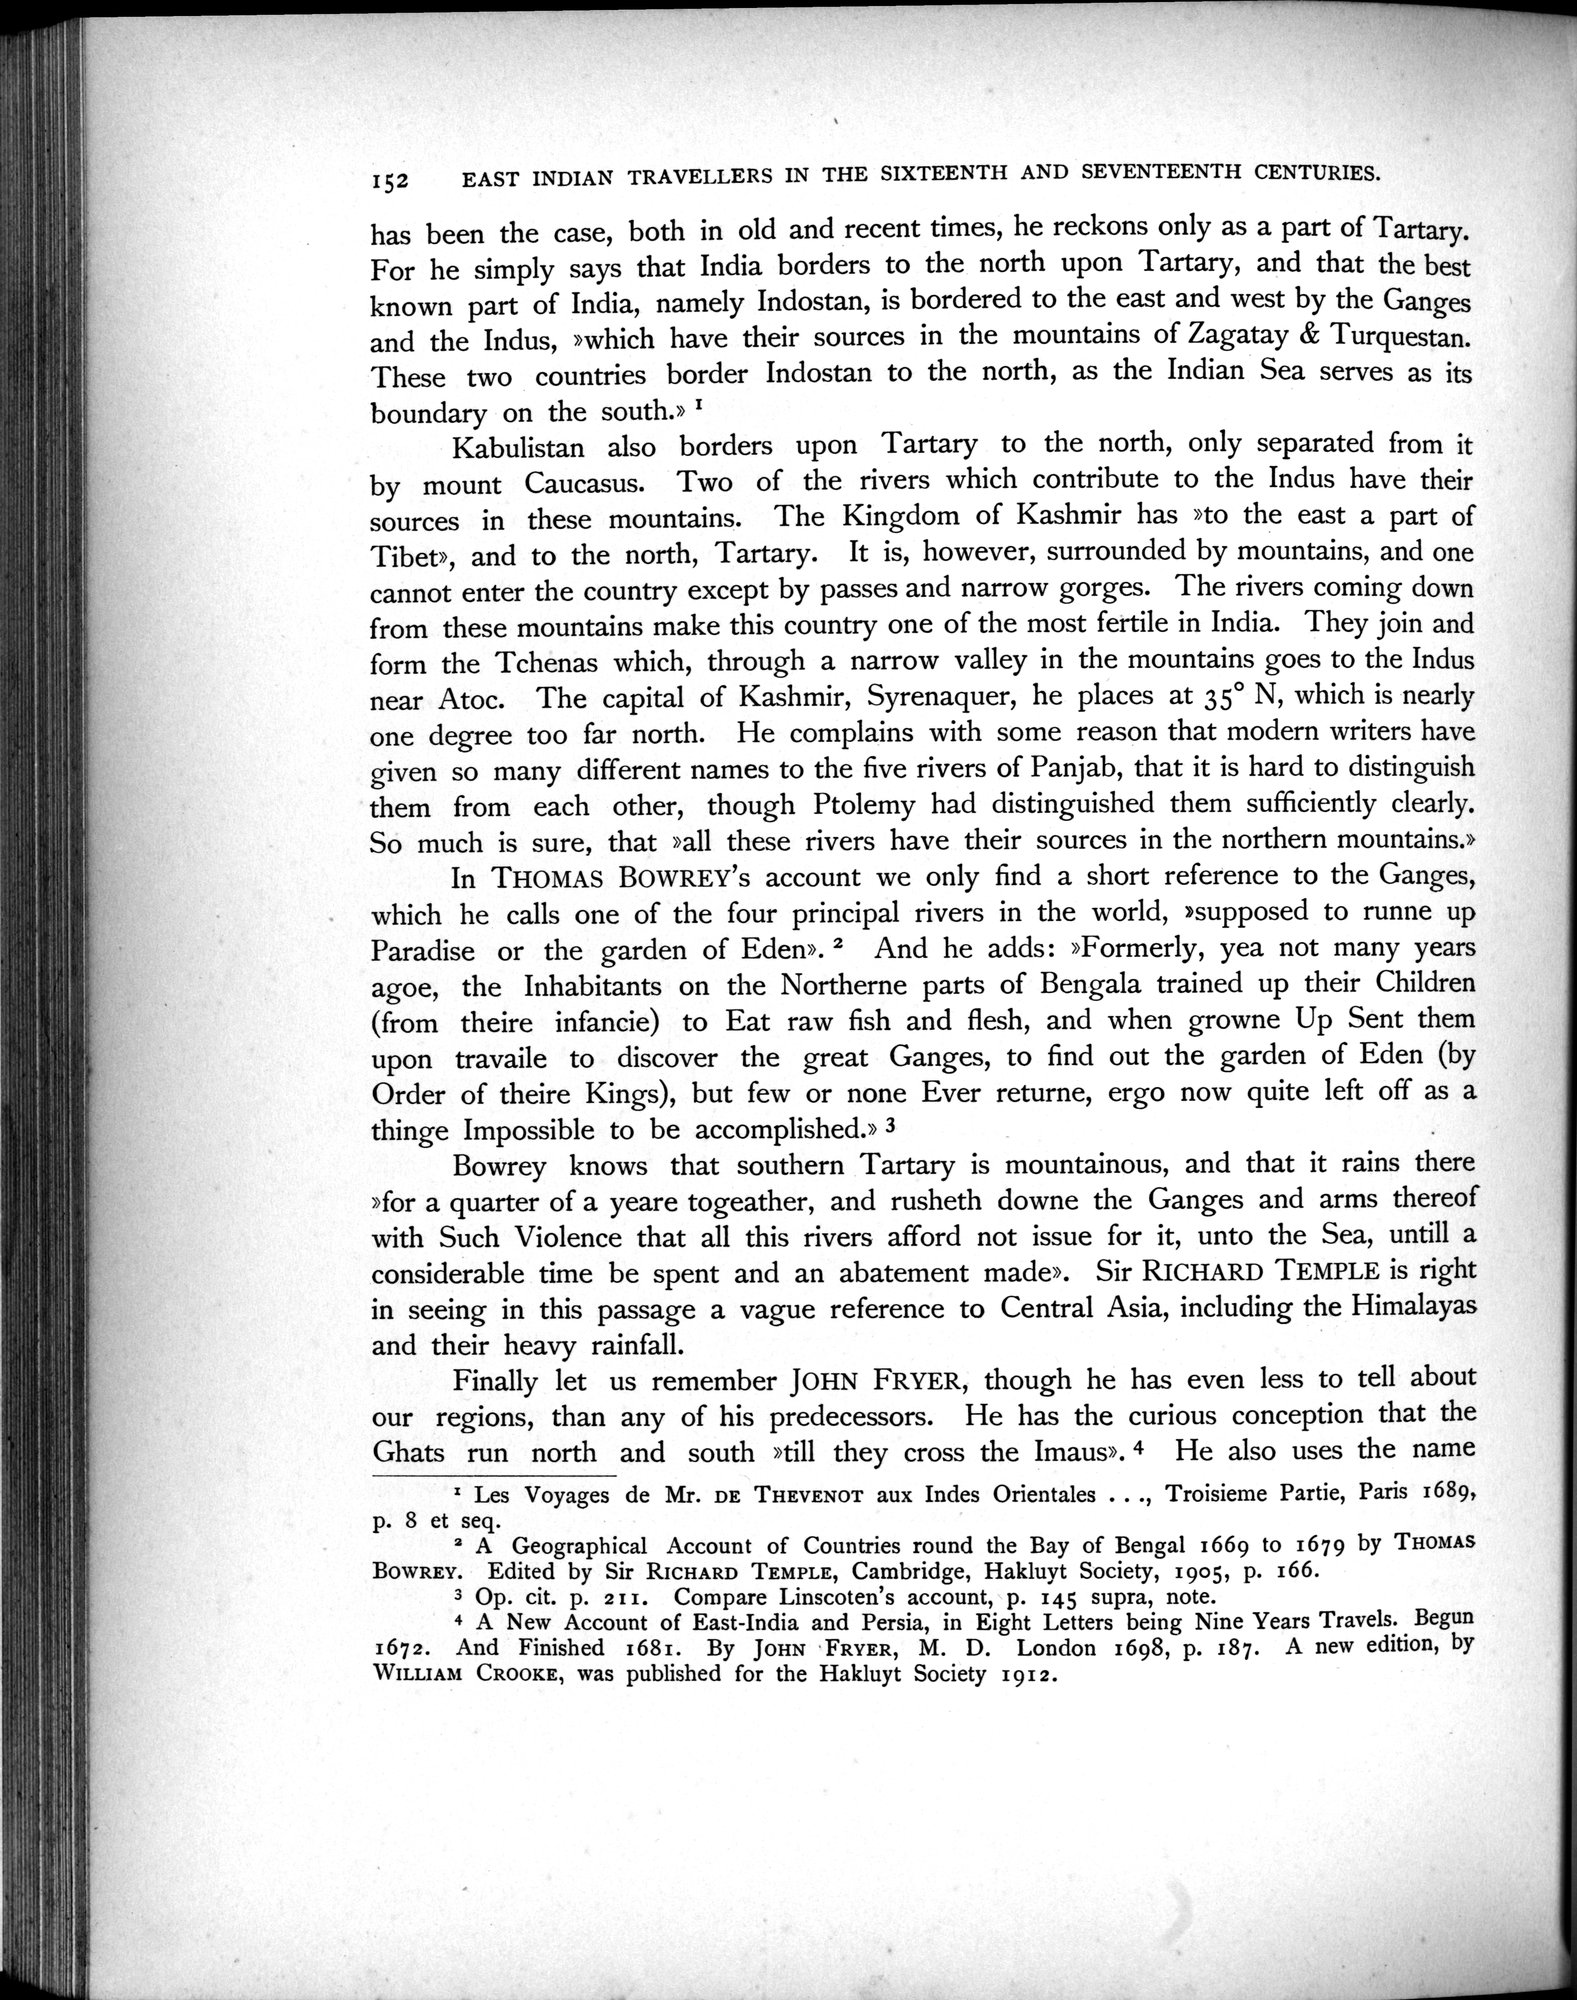 152 EAST INDIAN TRAVELLERS IN THE SIXTEENTH AND SEVENTEENTH CENTURIES.
has been the case, both in old and recent times, he reckons only as a part of Tartary.
For he simply says that India borders to the north upon Tartary, and that the best
known part of India, namely Indostan, is bordered to the east and west by the Ganges
and the Indus, »which have their sources in the mountains of Zagatay & Turquestan.
These two countries border Indostan to the north, as the Indian Sea serves as its
boundary on the south.» ¹
Kabulistan also borders upon Tartary to the north, only separated from it
by mount Caucasus. Two of the rivers which contribute to the Indus have their
sources in these mountains. The Kingdom of Kashmir has »to the east a part of
Tibet», and to the north, Tartary. It is, however, surrounded by mountains, and one
cannot enter the country except by passes and narrow gorges. The rivers coming down
from these mountains make this country one of the most fertile in India. They join and
form the Tchenas which, through a narrow valley in the mountains goes to the Indus
near Atoc. The capital of Kashmir, Syrenaquer, he places at 35° N, which is nearly
one degree too far north. He complains with some reason that modern writers have
given so many different names to the five rivers of Panjab, that it is hard to distinguish
them from each other, though Ptolemy had distinguished them sufficiently clearly.
So much is sure, that »all these rivers have their sources in the northern mountains.»
In THOMAS BOWREY's account we only find a short reference to the Ganges,
which he calls one of the four principal rivers in the world, »supposed to runne up
Paradise or the garden of Eden». ² And he adds: »Formerly, yea not many years
agoe, the Inhabitants on the Northerne parts of Bengala trained up their Children
(from theire infancie) to Eat raw fish and flesh, and when growne Up Sent them
upon travaile to discover the great Ganges, to find out the garden of Eden (by
Order of theire Kings), but few or none Ever returne, ergo now quite left off as a
thinge Impossible to be accomplished.» ³
Bowrey knows that southern Tartary is mountainous, and that it rains there
»for a quarter of a yeare togeather, and rusheth downe the Ganges and arms thereof
with Such Violence that all this rivers afford not issue for it, unto the Sea, untill a
considerable time be spent and an abatement made». Sir RICHARD TEMPLE is right
in seeing in this passage a vague reference to Central Asia, including the Himalayas
and their heavy rainfall.
Finally let us remember JOHN FRYER, though he has even less to tell about
our regions, than any of his predecessors. He has the curious conception that the
Ghats run north and south »till they cross the Imaus». ⁴ He also uses the name
¹ Les Voyages de Mr. DE THEVENOT aux Indes Orientales . . ., Troisieme Partie, Paris 1689,
p. 8 et seq.
² A Geographical Account of Countries round the Bay of Bengal 1669 to 1679 by THOMAS
BOWREY. Edited by Sir RICHARD TEMPLE, Cambridge, Hakluyt Society, 1905, p. 166.
³ Op. cit. p. 211. Compare Linscoten's account, p. 145 supra, note.
⁴ A New Account of East-India and Persia, in Eight Letters being Nine Years Travels. Begun
1672. And Finished 1681. By JOHN FRYER, M. D. London 1698, p. 187. A new edition, by
WILLIAM CROOKE, was published for the Hakluyt Society 1912.